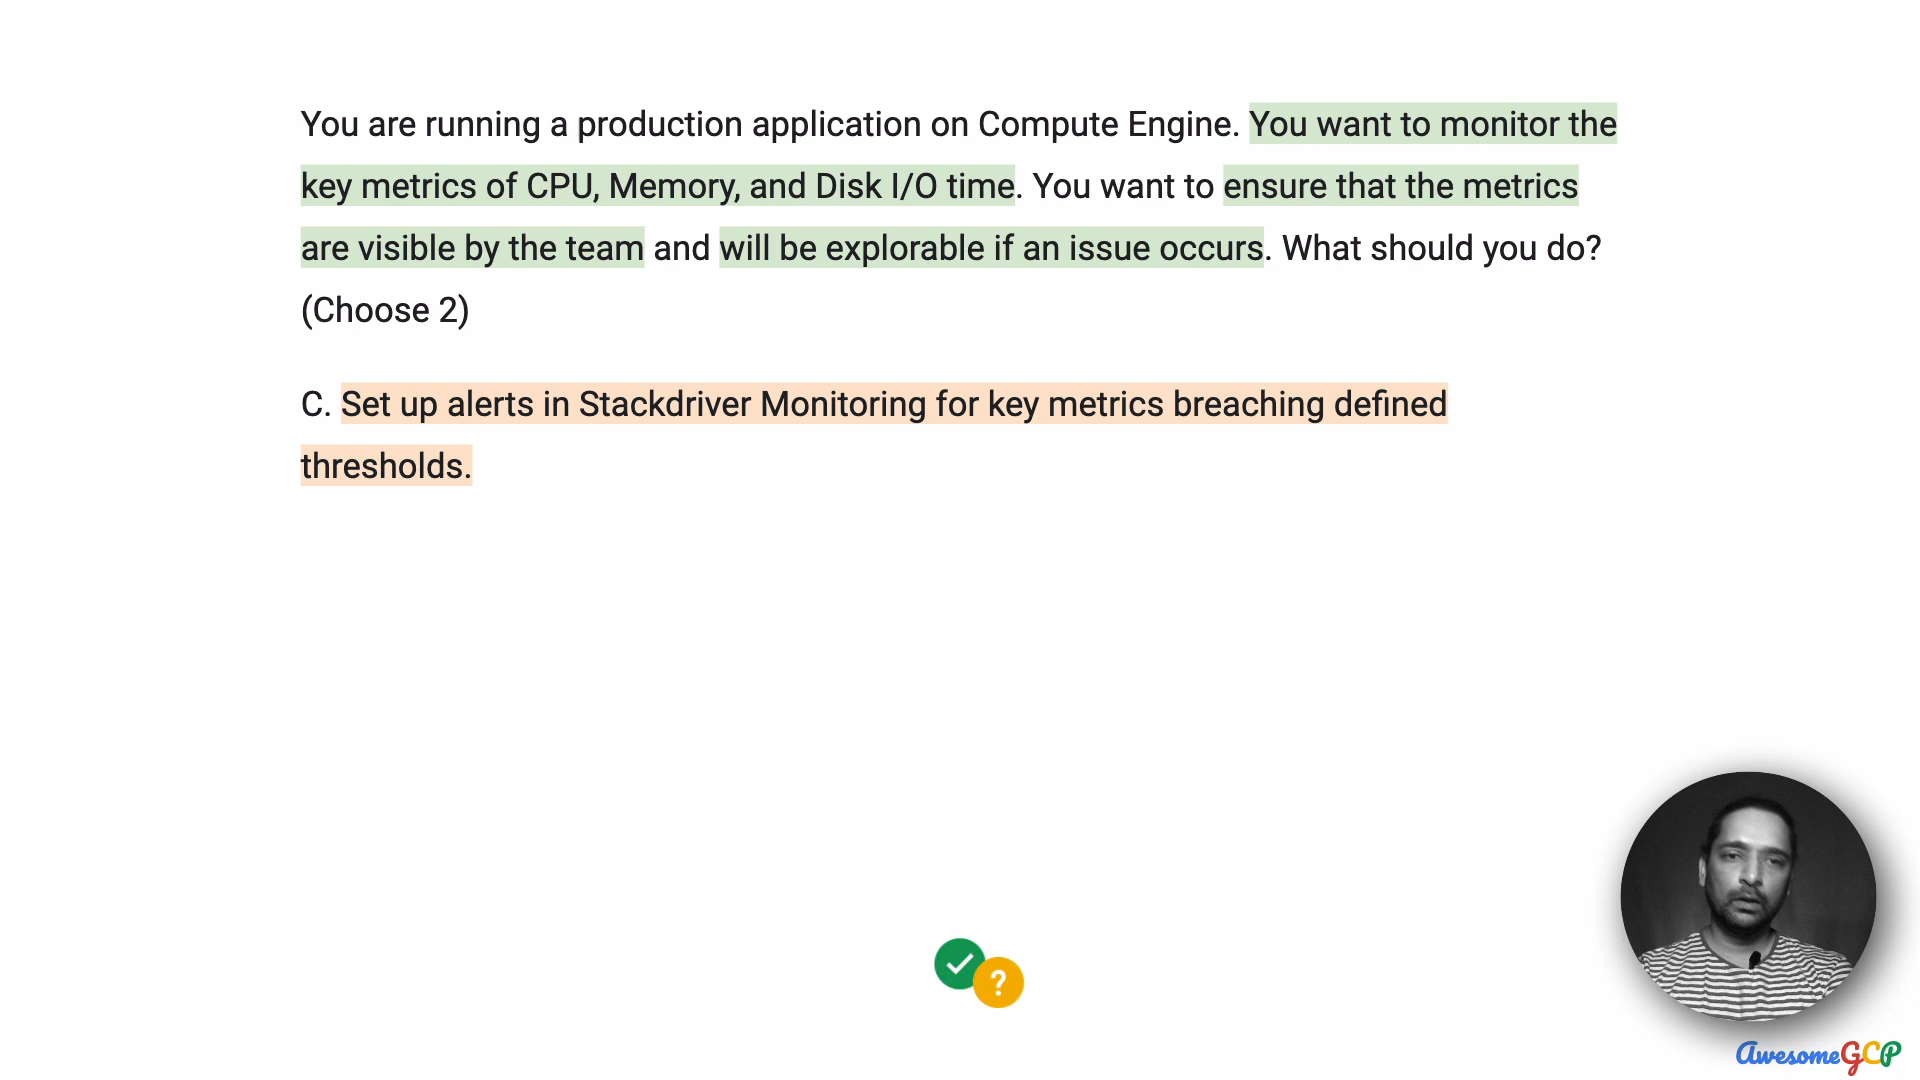 You are running a production application on Compute Engine. You want to monitor the
key metrics of CPU, Memory, and Disk I/O time. You want to ensure that the metrics
are visible by the team and will be explorable if an issue occurs. What should you do?
(Choose 2)
C. Set up alerts in Stackdriver Monitoring for key metrics breaching defined
thresholds.
?
AwesomeGCP